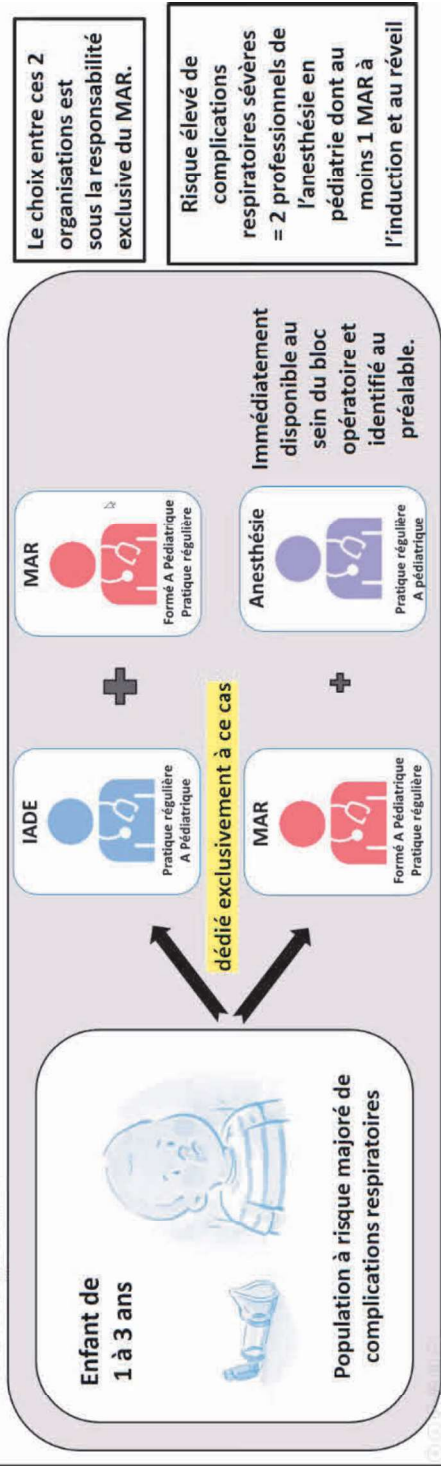 Enfant de
1 à 3 ans
Population à risque majoré de
complications respiratoires
IADE
Pratique régulière
A Pédiatrique
MAR
Formé A Pédiatrique
Pratique régulière
dédié exclusivement à ce cas
MAR
Formé A Pédiatrique
Pratique régulière
Anesthésie
Pratique régulière
A pédiatrique
Immédiatement
disponible au
sein du bloc
opératoire et
identifié au
préalable.
Le choix entre ces 2
organisations est
sous la responsabilité
exclusive du MAR.
Risque élevé de
complications
respiratoires sévères
= 2 professionnels de
l’anesthésie en
pédiatrie dont au
moins 1 MAR à
l’induction et au réveil